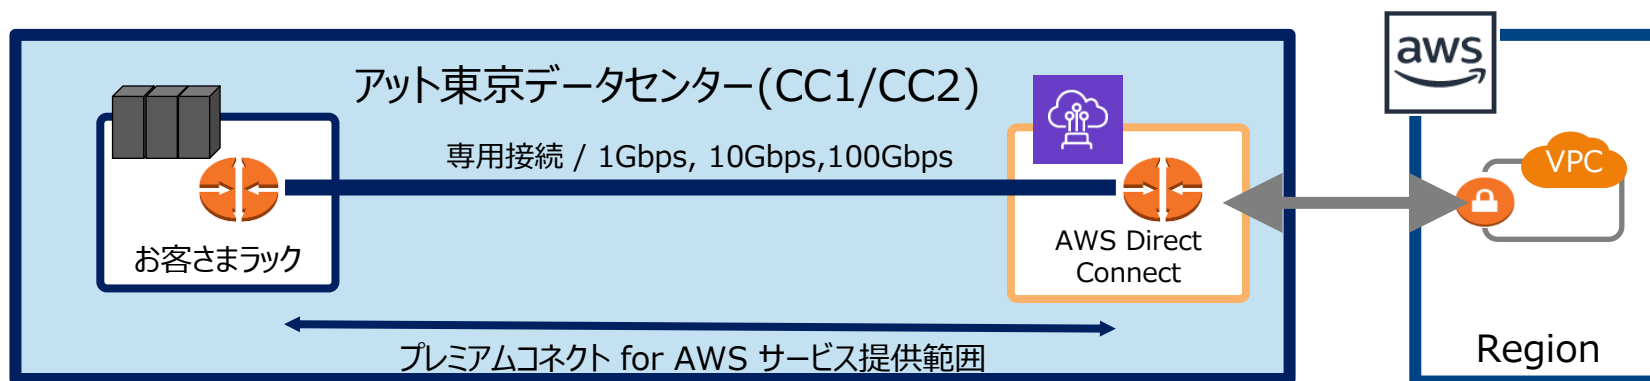 アット東京データセンター(CC1/CC2)
aws
専用接続 / 1Gbps, 10Gbps,100Gbps
VPC
お客さまラック
AWS Direct
Connect
プレミアムコネクト for AWS サービス提供範囲
Region